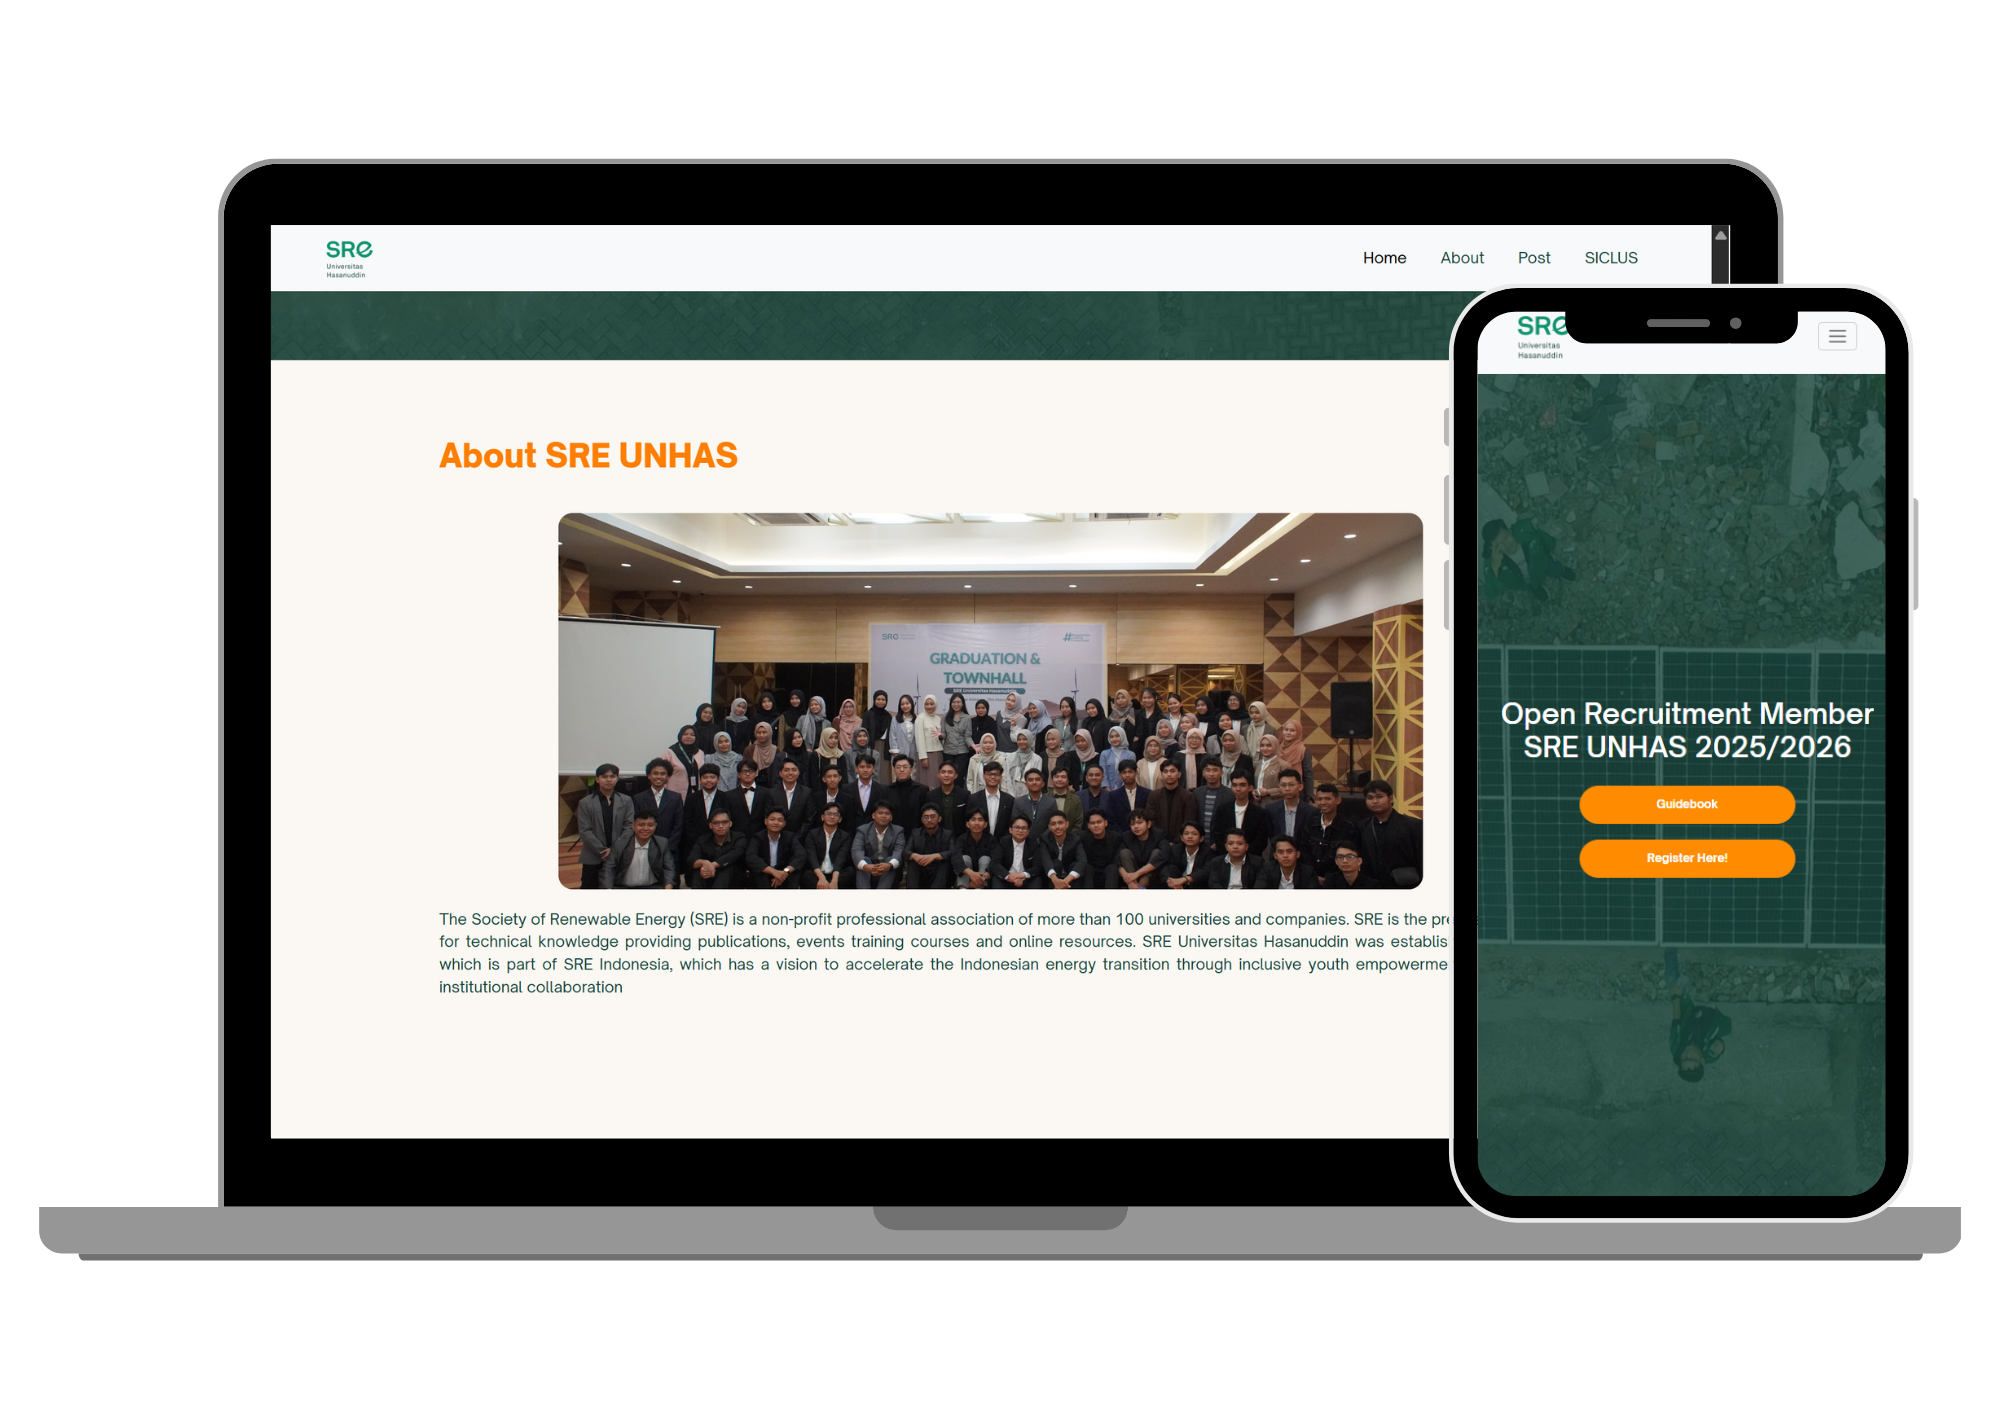 SRE
Universitas
Hasanuddin
Home About Post SICLUS
About SRE UNHAS
SRE
GRADUATION &
TOWNHALL
SRE Universitas Hasanuddin
The Society of Renewable Energy (SRE) is a non-profit professional association of more than 100 universities and companies. SRE is the pre
for technical knowledge providing publications, events training courses and online resources. SRE Universitas Hasanuddin was establis
which is part of SRE Indonesia, which has a vision to accelerate the Indonesian energy transition through inclusive youth empowerme
institutional collaboration
SRE
Universitas
Hasanuddin
Open Recruitment Member
SRE UNHAS 2025/2026
Guidebook
Register Here!